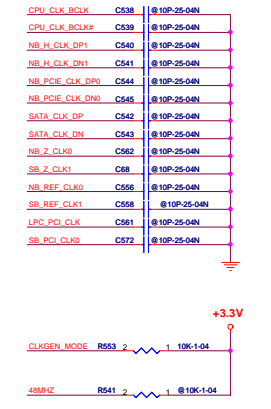 CPU_CLK_BCLK C538 @10P-25-04N
CPU_CLK_BCLK# C539 @10P-25-04N
NB_H_CLK_DP1 C540 @10P-25-04N
NB_H_CLK_DN1 C541 @10P-25-04N
NB_PCIE_CLK_DP0 C544 @10P-25-04N
NB_PCIE_CLK_DN0 C545 @10P-25-04N
SATA_CLK_DP C542 @10P-25-04N
SATA_CLK_DN C543 @10P-25-04N
NB_Z_CLK0 C562 @10P-25-04N
SB_Z_CLK1 C68 @10P-25-04N
NB_REF_CLK0 C556 @10P-25-04N
SB_REF_CLK1 C558 @10P-25-04N
LPC_PCI_CLK C561 @10P-25-04N
SB_PCI_CLK0 C572 @10P-25-04N
+3.3V
CLKGEN_MODE R553 2 1 10K-1-04
48MHZ R541 2 1 @10K-1-04